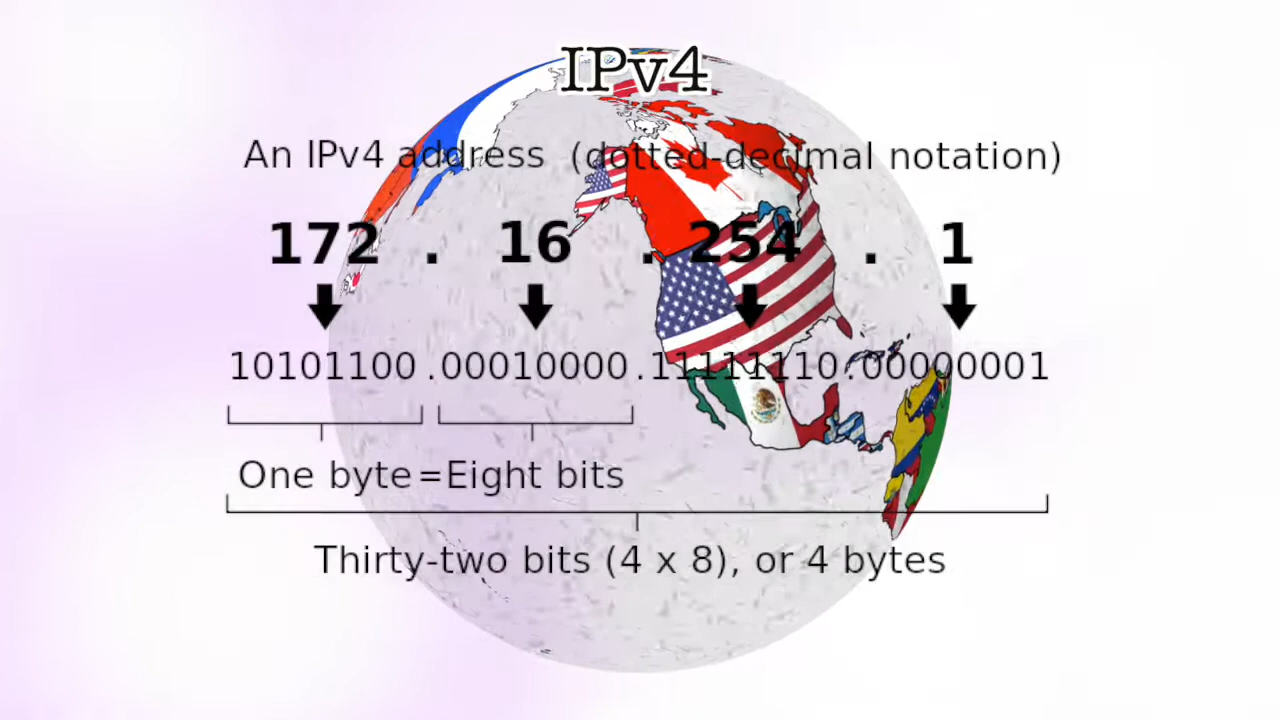 IPv4
An IPv4 address (dotted-decimal notation)
172 . 16 . 254 . 1
10101100 .00010000 .11111110.00000001
One byte=Eight bits
Thirty-two bits (4 x 8), or 4 bytes